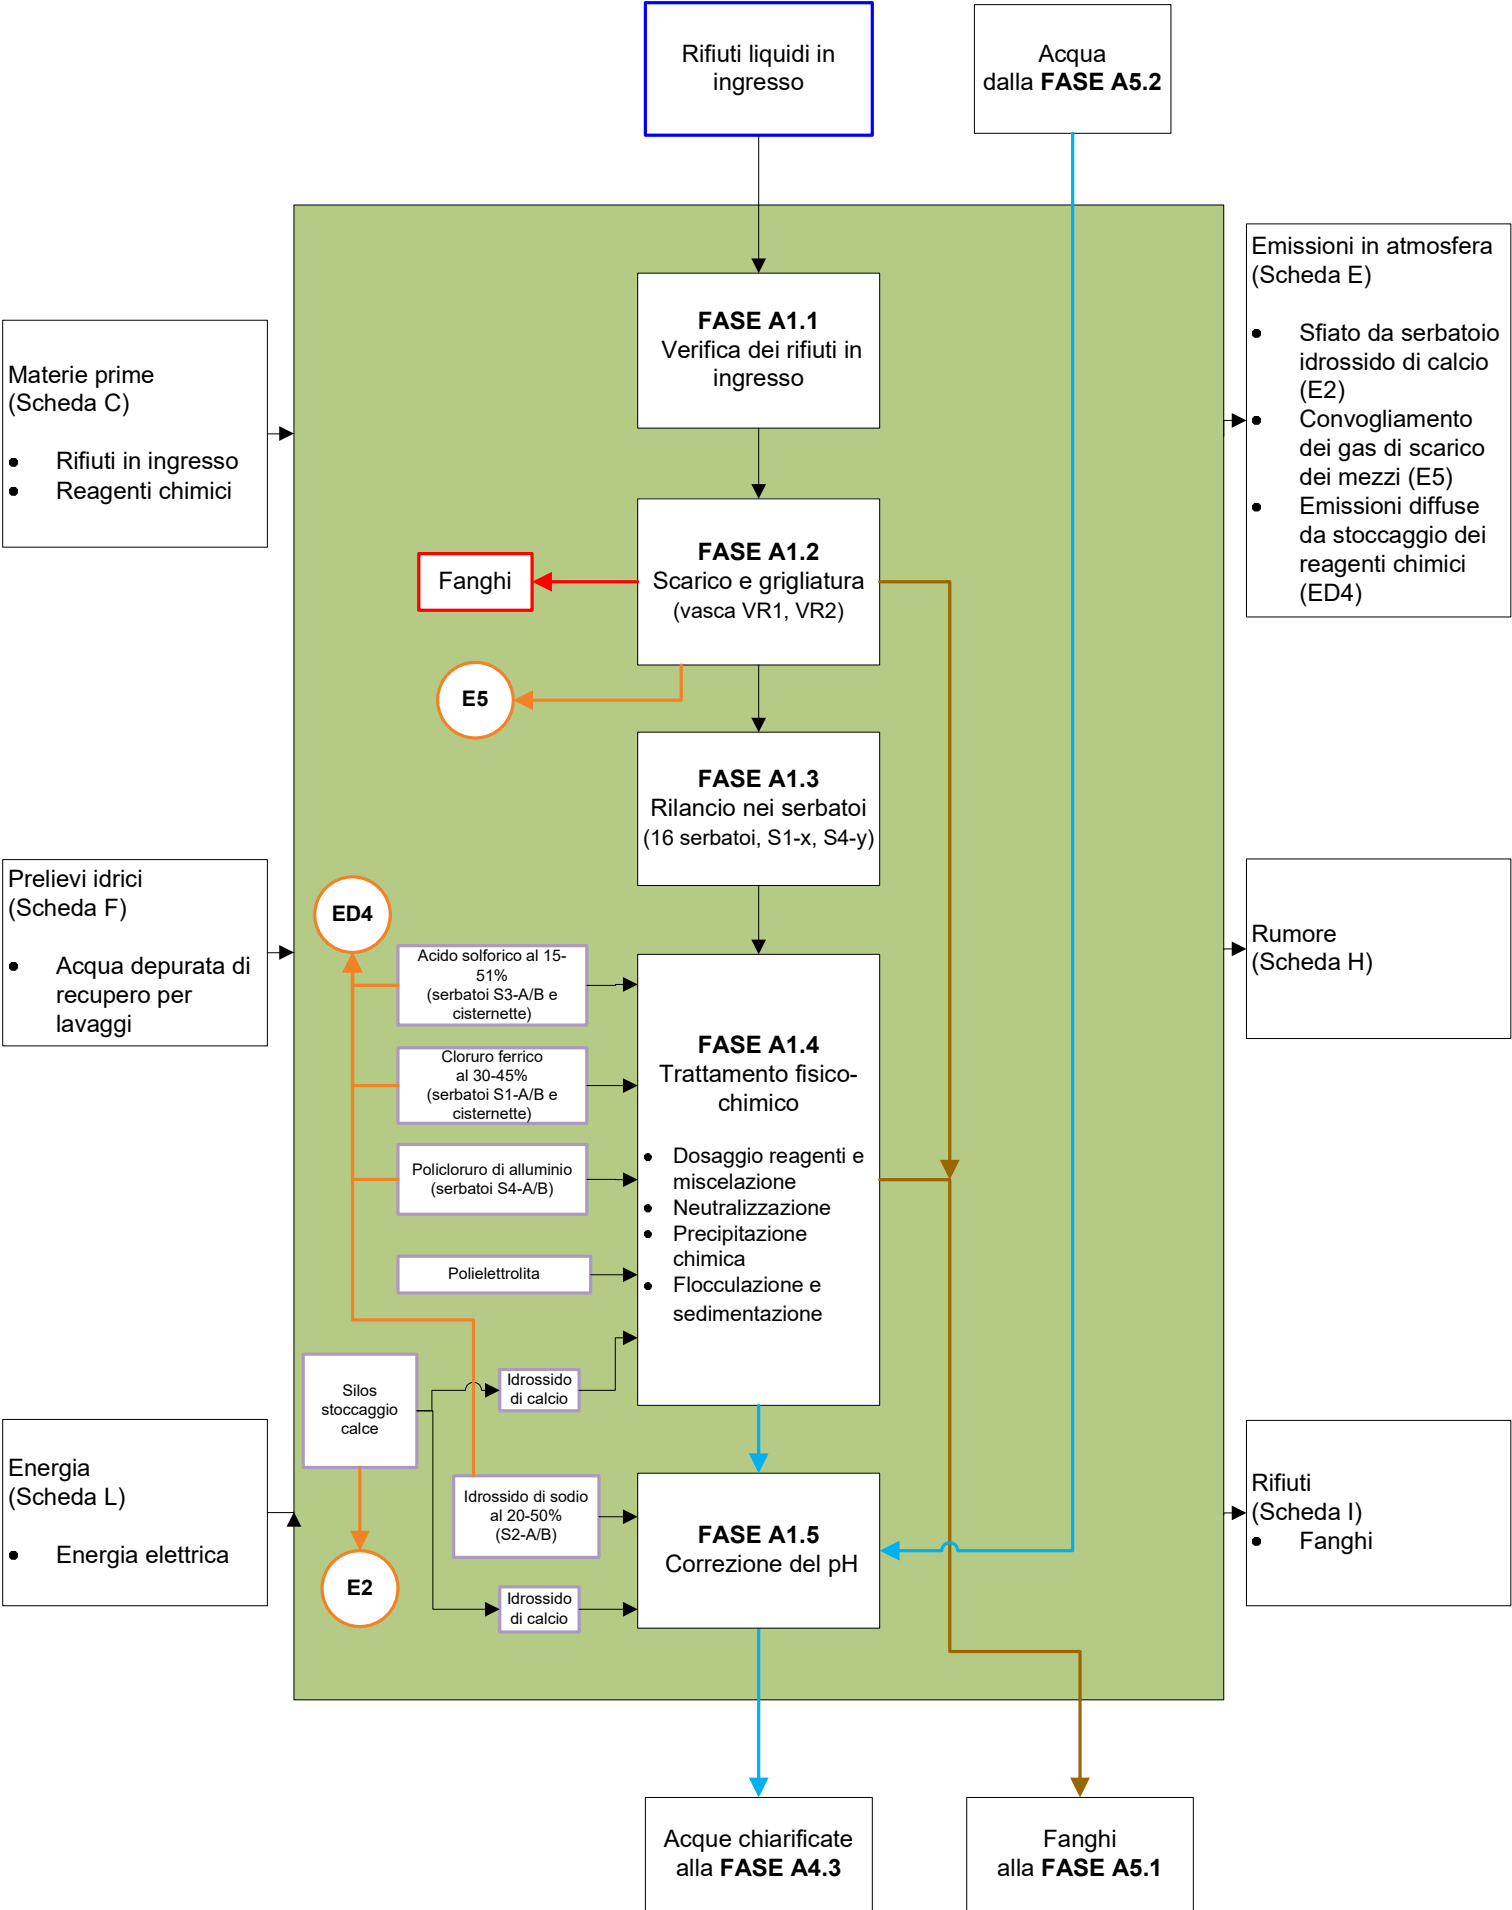 Rifiuti liquidi in
ingresso
Acqua
dalla FASE A5.2
Materie prime
(Scheda C)
• Rifiuti in ingresso
• Reagenti chimici
Prelievi idrici
(Scheda F)
• Acqua depurata di
recupero per
lavaggi
Energia
(Scheda L)
• Energia elettrica
FASE A1.1
Verifica dei rifiuti in
ingresso
FASE A1.2
Scarico e grigliatura
(vasca VR1, VR2)
Fanghi
E5
FASE A1.3
Rilancio nei serbatoi
(16 serbatoi, S1-x, S4-y)
ED4
Acido solforico al 15-
51%
(serbatoi S3-A/B e
cisternette)
Cloruro ferrico
al 30-45%
(serbatoi S1-A/B e
cisternette)
Policloruro di alluminio
(serbatoi S4-A/B)
Polielettrolita
Idrossido
di calcio
Silos
stoccaggio
calce
E2
FASE A1.4
Trattamento fisico-
chimico
• Dosaggio reagenti e
miscelazione
• Neutralizzazione
• Precipitazione
chimica
• Flocculazione e
sedimentazione
Idrossido di sodio
al 20-50%
(S2-A/B)
Idrossido
di calcio
FASE A1.5
Correzione del pH
Emissioni in atmosfera
(Scheda E)
• Sfiato da serbatoio
idrossido di calcio
(E2)
• Convogliamento
dei gas di scarico
dei mezzi (E5)
• Emissioni diffuse
da stoccaggio dei
reagenti chimici
(ED4)
Rumore
(Scheda H)
Rifiuti
(Scheda I)
• Fanghi
Acque chiarificate
alla FASE A4.3
Fanghi
alla FASE A5.1